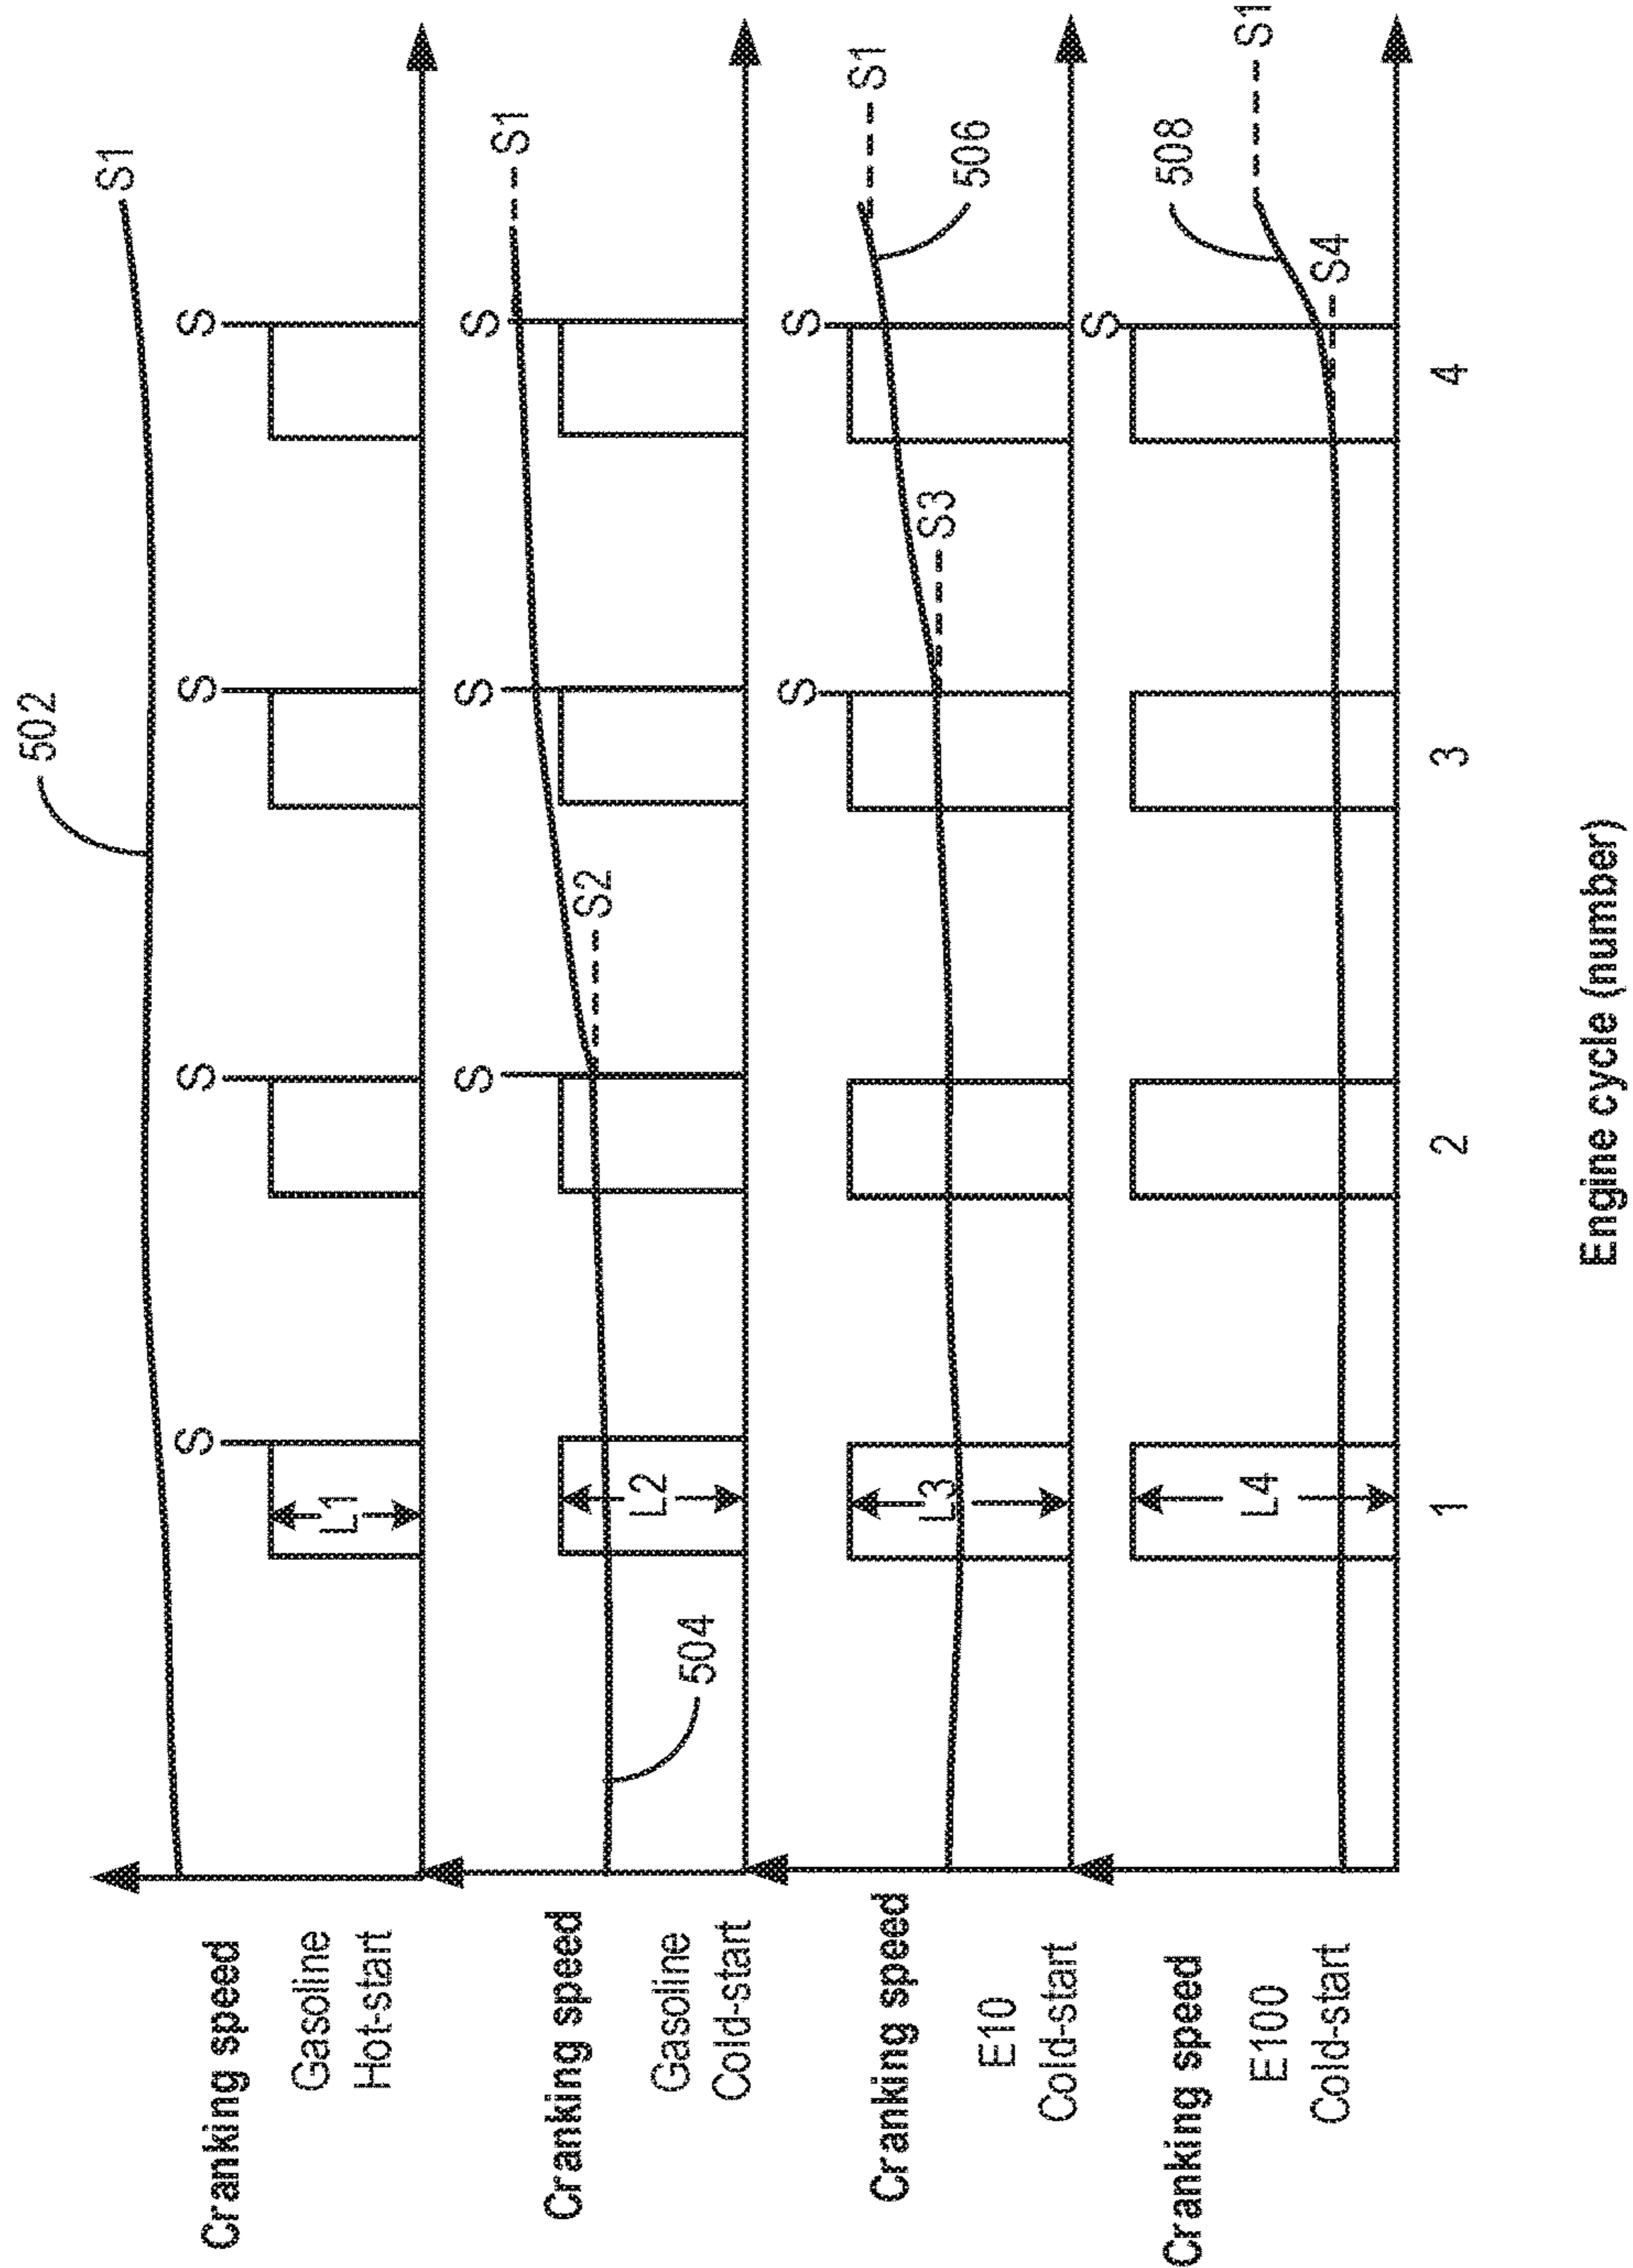 502
S1
Cranking speed
S
S
S
S
Gasoline
Hot-start
L1
S1
Cranking speed
S
S
S
S2
Gasoline
Cold-start
L2
504
S1
Cranking speed
S
S
S3
506
E10
Cold-start
L3
S1
Cranking speed
S
508
S4
E100
Cold-start
L4
1
2
3
4
Engine cycle (number)